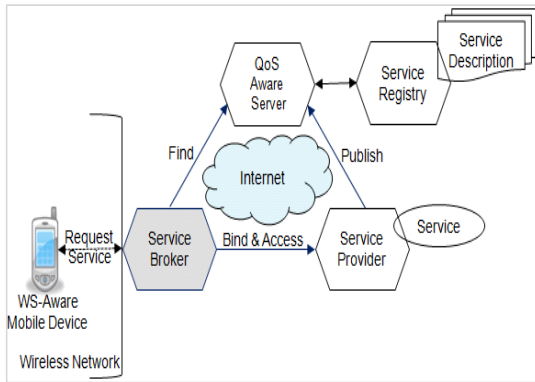 QoS
Aware
Server
Service
Registry
Service
Description
Find
Publish
Internet
Request
Service
Service
Broker
Bind & Access
Service
Provider
Service
WS-Aware
Mobile Device
Wireless Network